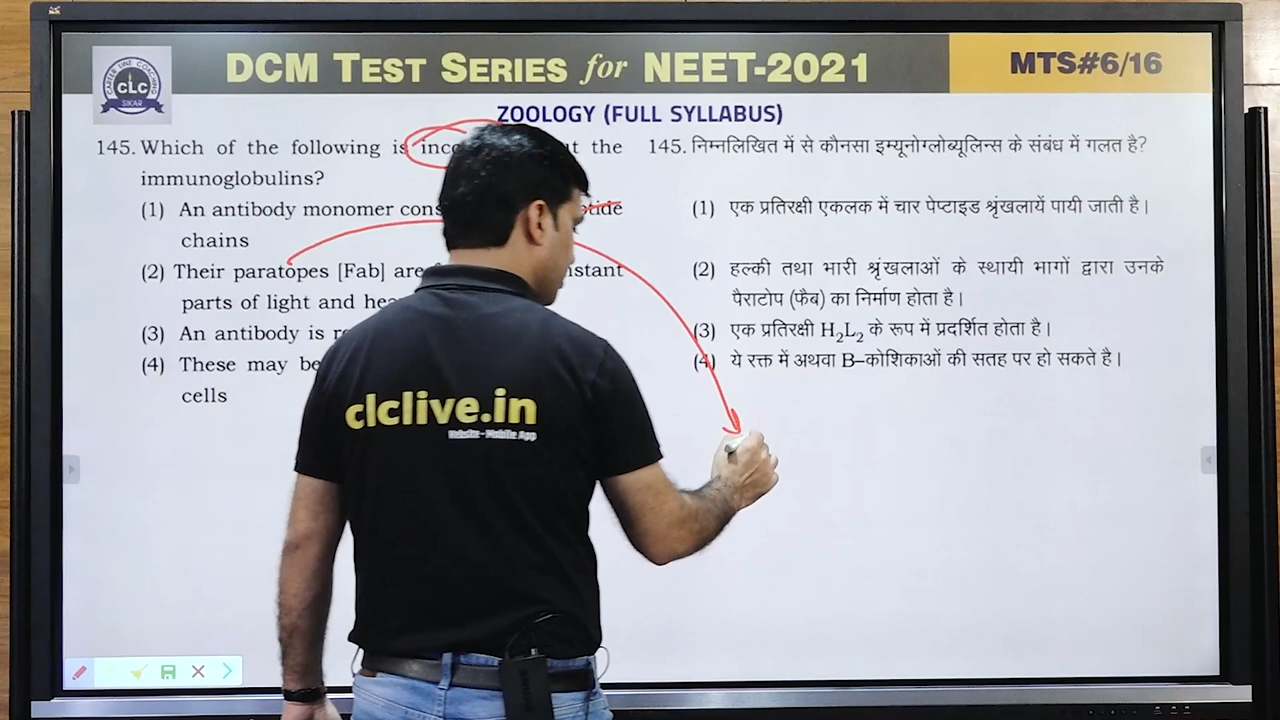 DCM TEST SERIES for NEET-2021
MTS#6/16
CAREER LINE COACHING
CLC
SIKAR
ZOOLOGY (FULL SYLLABUS)
145. Which of the following is the
immunoglobulins?
(1) An antibody monomer
chains
(2) Their paratopes [Fab] are
parts of light and
(3) An antibody is
(4) These may be
cells
145. निम्नलिखित में से कौनसा इम्यूनोग्लोब्यूलिन्स के संबंध में गलत है?
(1) एक प्रतिरक्षी एकलक में चार पेप्टाइड श्रृंखलायें पायी जाती है।
(2) हल्की तथा भारी श्रृंखलाओं के स्थायी भागों द्वारा उनके
पैराटोप (फैब) का निर्माण होता है।
(3) एक प्रतिरक्षी H₂L₂ के रूप में प्रदर्शित होता है।
(4) ये रक्त में अथवा B–कोशिकाओं की सतह पर हो सकते है।
clclive.in
Website - Mobile App